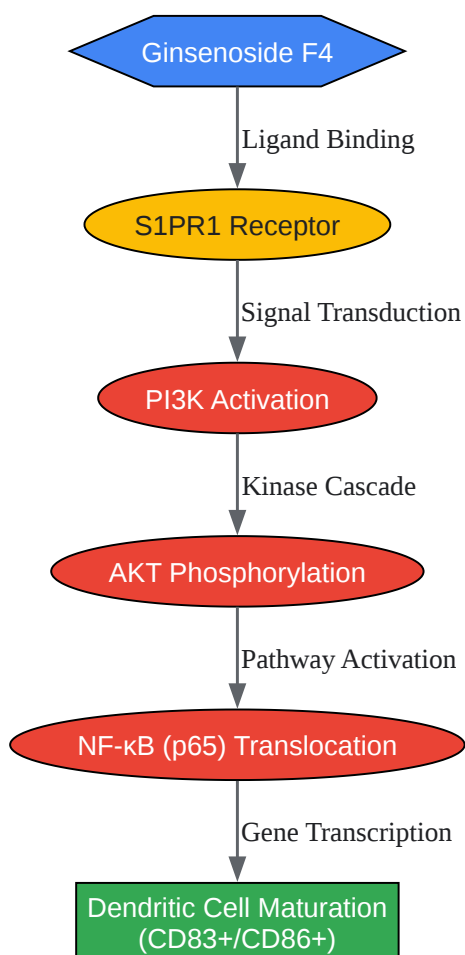 Ginsenoside F4
Ligand Binding
S1PR1 Receptor
Signal Transduction
PI3K Activation
Kinase Cascade
AKT Phosphorylation
Pathway Activation
NF-κB (p65) Translocation
Gene Transcription
Dendritic Cell Maturation
(CD83+/CD86+)